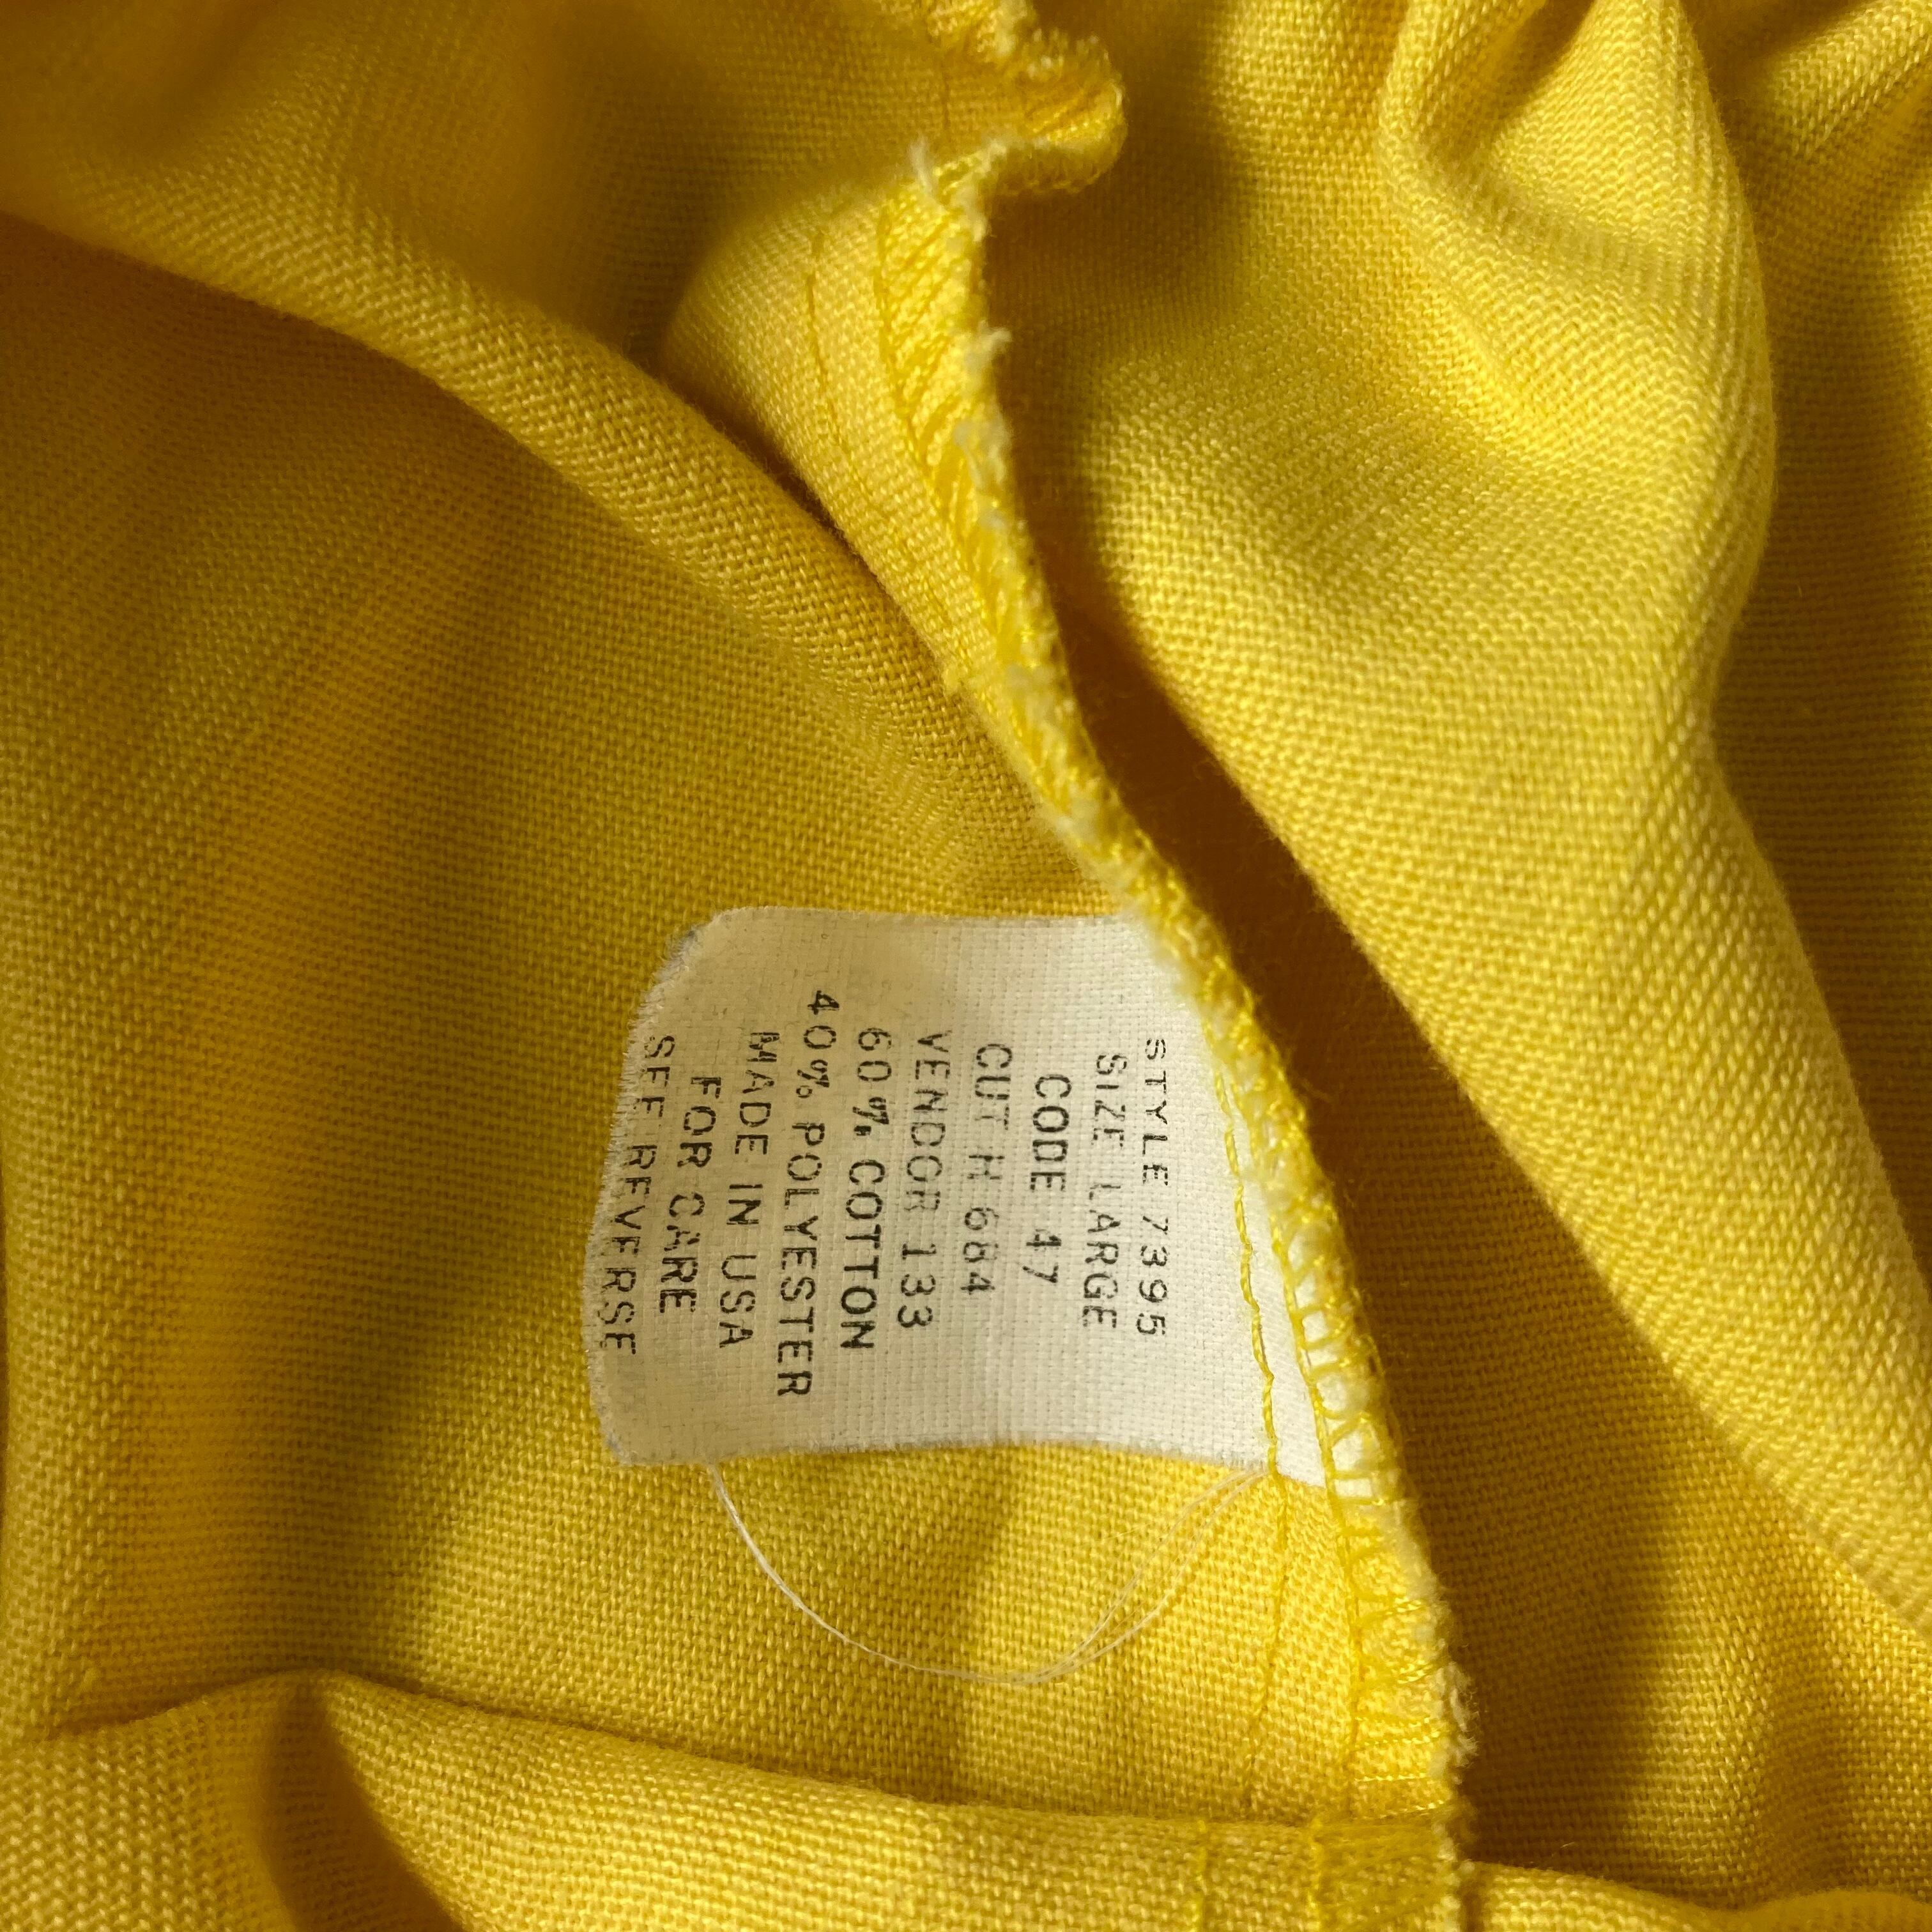 STYLE 7395
SIZE LARGE
CODE 47
CUT H 684
VENDOR 133
60% COTTON
40% POLYESTER
MADE IN USA
FOR CARE
SEE REVERSE